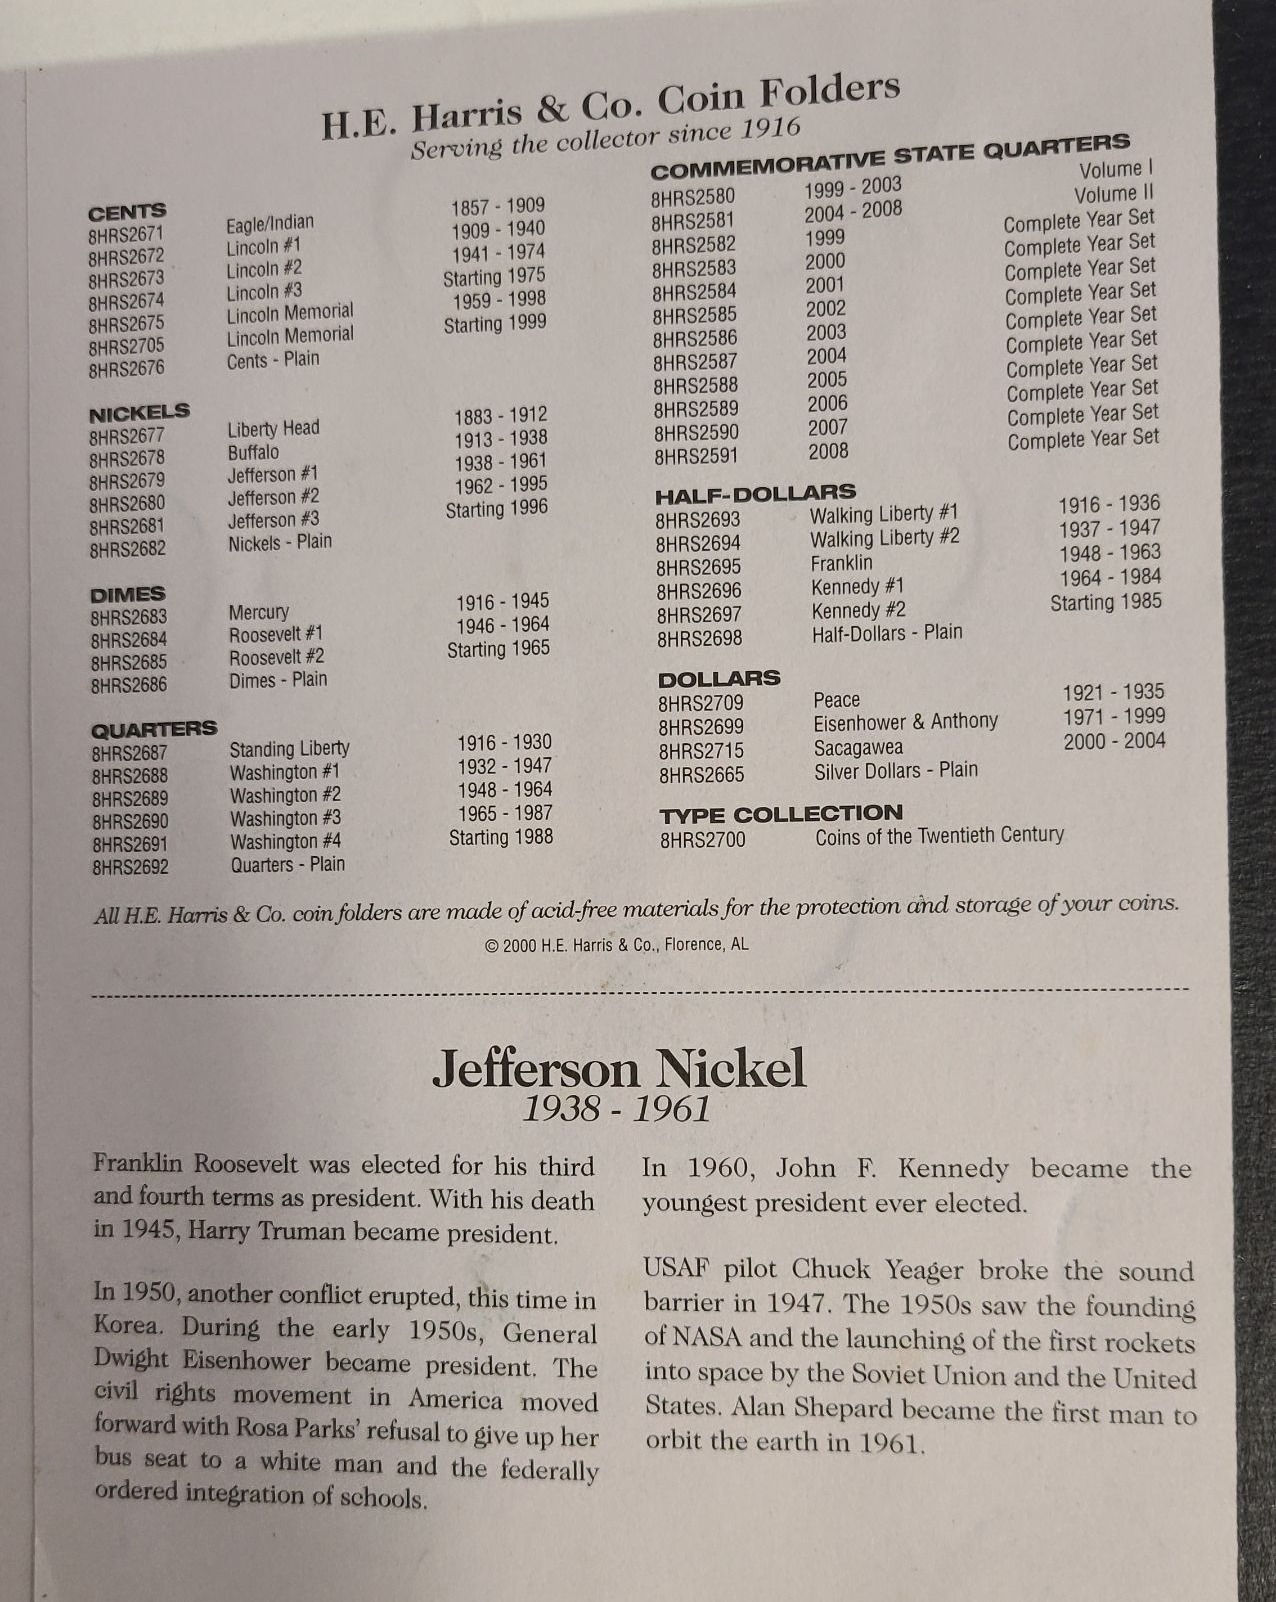 H.E. Harris & Co. Coin Folders
Serving the collector since 1916
CENTS
8HRS2671 Eagle/Indian 1857 - 1909
8HRS2672 Lincoln #1 1909 - 1940
8HRS2673 Lincoln #2 1941 - 1974
8HRS2674 Lincoln #3 Starting 1975
8HRS2675 Lincoln Memorial 1959 - 1998
8HRS2705 Lincoln Memorial Starting 1999
8HRS2676 Cents - Plain
NICKELS
8HRS2677 Liberty Head 1883 - 1912
8HRS2678 Buffalo 1913 - 1938
8HRS2679 Jefferson #1 1938 - 1961
8HRS2680 Jefferson #2 1962 - 1995
8HRS2681 Jefferson #3 Starting 1996
8HRS2682 Nickels - Plain
DIMES
8HRS2683 Mercury 1916 - 1945
8HRS2684 Roosevelt #1 1946 - 1964
8HRS2685 Roosevelt #2 Starting 1965
8HRS2686 Dimes - Plain
QUARTERS
8HRS2687 Standing Liberty 1916 - 1930
8HRS2688 Washington #1 1932 - 1947
8HRS2689 Washington #2 1948 - 1964
8HRS2690 Washington #3 1965 - 1987
8HRS2691 Washington #4 Starting 1988
8HRS2692 Quarters - Plain
COMMEMORATIVE STATE QUARTERS
8HRS2580 1999 - 2003 Volume I
8HRS2581 2004 - 2008 Volume II
8HRS2582 1999 Complete Year Set
8HRS2583 2000 Complete Year Set
8HRS2584 2001 Complete Year Set
8HRS2585 2002 Complete Year Set
8HRS2586 2003 Complete Year Set
8HRS2587 2004 Complete Year Set
8HRS2588 2005 Complete Year Set
8HRS2589 2006 Complete Year Set
8HRS2590 2007 Complete Year Set
8HRS2591 2008 Complete Year Set
HALF-DOLLARS
8HRS2693 Walking Liberty #1 1916 - 1936
8HRS2694 Walking Liberty #2 1937 - 1947
8HRS2695 Franklin 1948 - 1963
8HRS2696 Kennedy #1 1964 - 1984
8HRS2697 Kennedy #2 Starting 1985
8HRS2698 Half-Dollars - Plain
DOLLARS
8HRS2709 Peace 1921 - 1935
8HRS2699 Eisenhower & Anthony 1971 - 1999
8HRS2715 Sacagawea 2000 - 2004
8HRS2665 Silver Dollars - Plain
TYPE COLLECTION
8HRS2700 Coins of the Twentieth Century
All H.E. Harris & Co. coin folders are made of acid-free materials for the protection and storage of your coins.
© 2000 H.E. Harris & Co., Florence, AL
Jefferson Nickel
1938 - 1961
Franklin Roosevelt was elected for his third
and fourth terms as president. With his death
in 1945, Harry Truman became president.
In 1950, another conflict erupted, this time in
Korea. During the early 1950s, General
Dwight Eisenhower became president. The
civil rights movement in America moved
forward with Rosa Parks' refusal to give up her
bus seat to a white man and the federally
ordered integration of schools.
In 1960, John F. Kennedy became the
youngest president ever elected.
USAF pilot Chuck Yeager broke the sound
barrier in 1947. The 1950s saw the founding
of NASA and the launching of the first rockets
into space by the Soviet Union and the United
States. Alan Shepard became the first man to
orbit the earth in 1961.